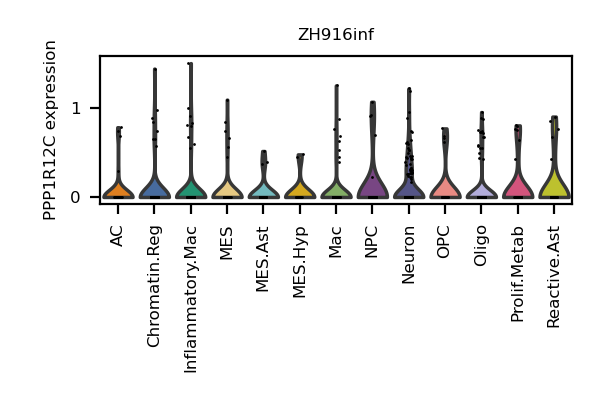 ZH916inf
PPP1R12C expression
1
0
AC
Chromatin.Reg
Inflammatory.Mac
MES
MES.Ast
MES.Hyp
Mac
NPC
Neuron
OPC
Oligo
Prolif.Metab
Reactive.Ast